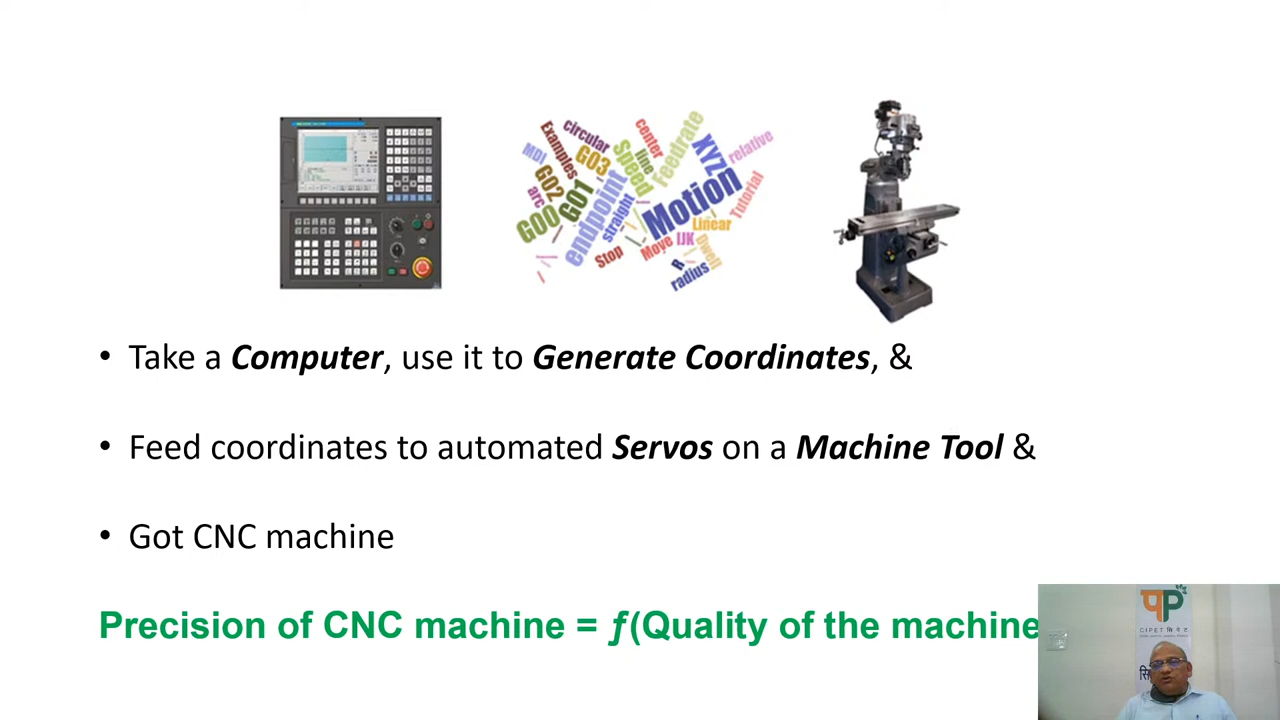 center
circular
Examples
MDI
G03
G02
arc
G01
G00
Speed
line
feedrate
XYZ
relative
endpoint
straight
Motion
Tutorial
Linear
Stop
Move
IJK
Dwell
R
radius
• Take a Computer, use it to Generate Coordinates, &
• Feed coordinates to automated Servos on a Machine Tool &
• Got CNC machine
Precision of CNC machine = ƒ(Quality of the machine
CIPET सिपेट